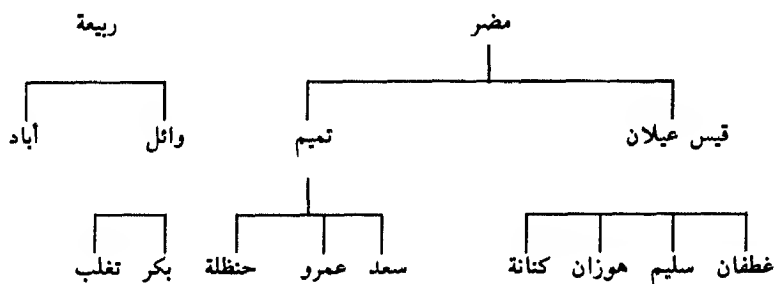 مضر ربيعة
قيس عيلان تميم وائل أباد
غطفان سليم هوزان كنانة سعد عمرو حنظلة بكر تغلب